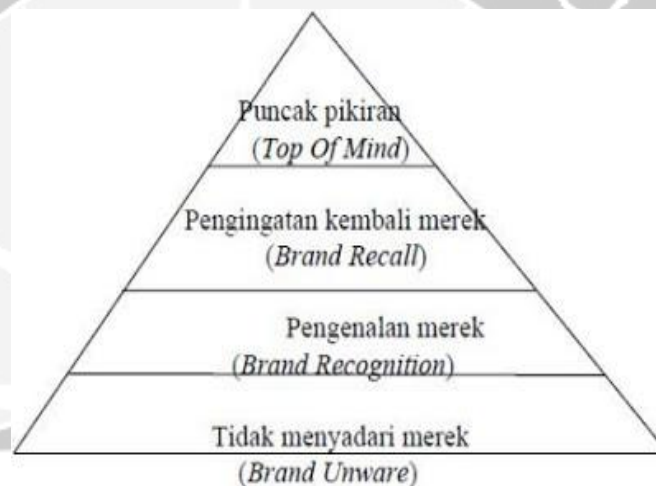 Puncak pikiran
(Top Of Mind)
Pengingatan kembali merek
(Brand Recall)
Pengenalan merek
(Brand Recognition)
Tidak menyadari merek
(Brand Unware)